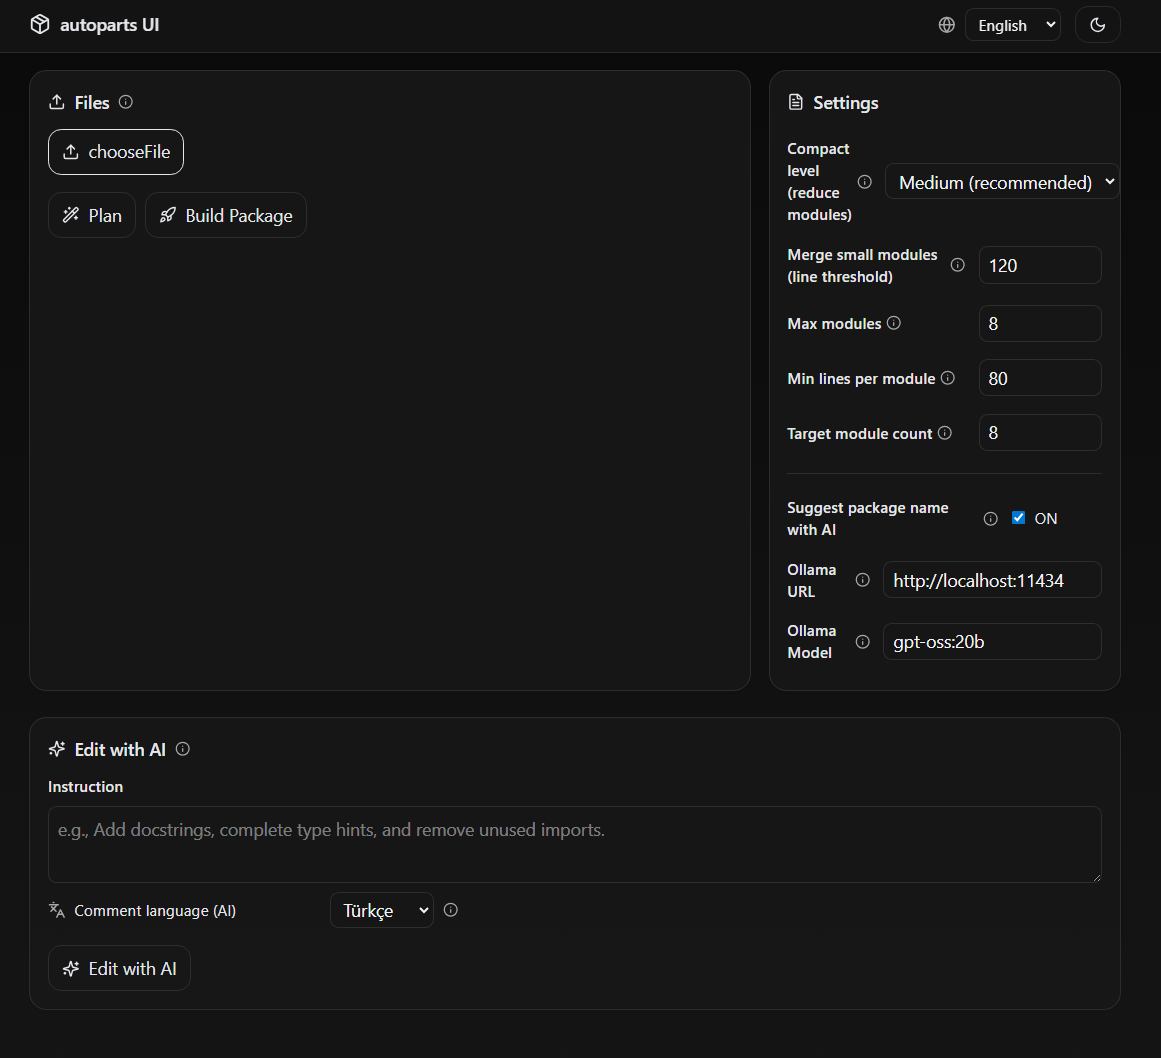 autoparts UI
English
Files
chooseFile
Plan
Build Package
Settings
Compact
level
(reduce
modules)
Medium (recommended)
Merge small modules
(line threshold)
120
Max modules
8
Min lines per module
80
Target module count
8
Suggest package name
with AI
ON
Ollama
URL
http://localhost:11434
Ollama
Model
gpt-oss:20b
Edit with AI
Instruction
e.g., Add docstrings, complete type hints, and remove unused imports.
Comment language (AI)
Türkçe
Edit with AI